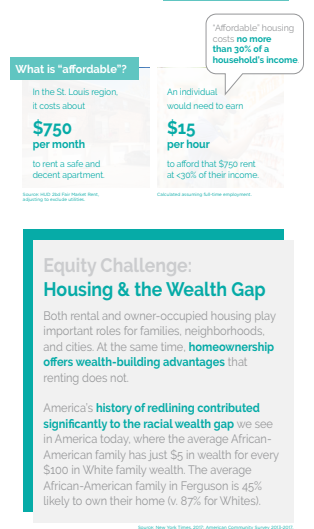 "Affordable" housing
costs no more
than 30% of a
household's income
What is "affordable"?
In the St. Louis region,
it costs about
$750
per month
to rent a safe and
decent apartment.
An individual
would need to earn
$15
per hour
to afford that $750 rent
at <30% of their income.
Source: HUD 2bd Fair Market Rent,
adjusting to exclude utilities.
Calculated assuming full-time employment.
Equity Challenge:
Housing & the Wealth Gap
Both rental and owner-occupied housing play
important roles for families, neighborhoods,
and cities. At the same time, homeownership
offers wealth-building advantages that
renting does not.
America's history of redlining contributed
significantly to the racial wealth gap we see
in America today, where the average African-
American family has just $5 in wealth for every
$100 in White family wealth. The average
African-American family in Ferguson is 45%
likely to own their home (v. 87% for Whites).
Source: New York Times, 2017; American Community Survey 2013-2017.